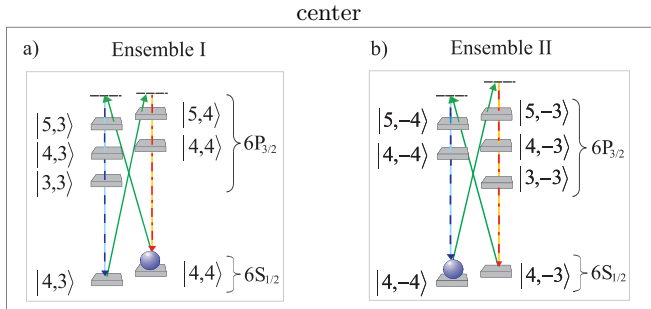 center
a) Ensemble I
b) Ensemble II
|5,3⟩ |5,4⟩
|4,3⟩ |4,4⟩ 6P3/2
|3,3⟩
|4,3⟩ |4,4⟩ 6S1/2
|5,-4⟩ |5,-3⟩
|4,-4⟩ |4,-3⟩ 6P3/2
|3,-3⟩
|4,-4⟩ |4,-3⟩ 6S1/2